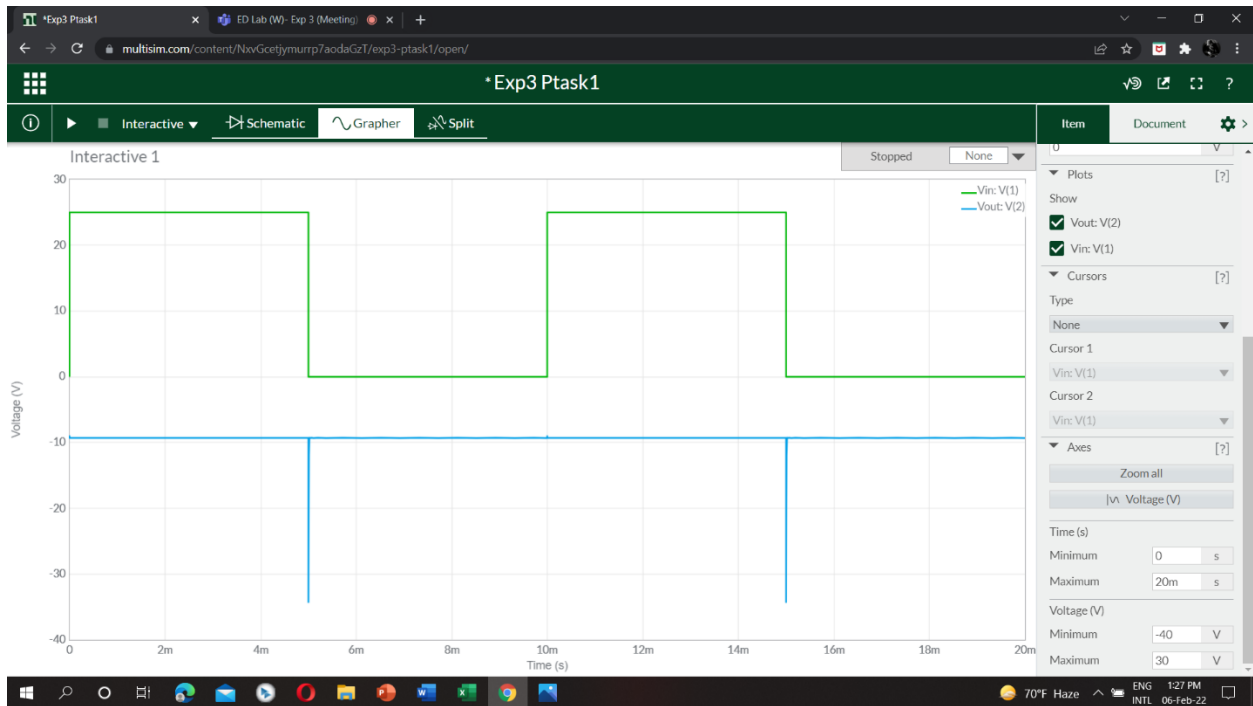 *Exp3 Ptask1
ED Lab (W)- Exp 3 (Meeting)
multisim.com/content/NxvGcetjymurrp7aodaGzT/exp3-ptask1/open/
*Exp3 Ptask1
?
Interactive
Schematic
Grapher
Split
Item
Document
Interactive 1
Stopped
None
Vin: V(1)
Vout: V(2)
30
20
10
0
-10
-20
-30
-40
Voltage (V)
0
2m
4m
6m
8m
10m
12m
14m
16m
18m
20m
Time (s)
0 V
Plots [?]
Show
Vout: V(2)
Vin: V(1)
Cursors [?]
Type
None
Cursor 1
Vin: V(1)
Cursor 2
Vin: V(1)
Axes [?]
Zoom all
Voltage (V)
Time (s)
Minimum 0 s
Maximum 20m s
Voltage (V)
Minimum -40 V
Maximum 30 V
70°F Haze
ENG
INTL
1:27 PM
06-Feb-22